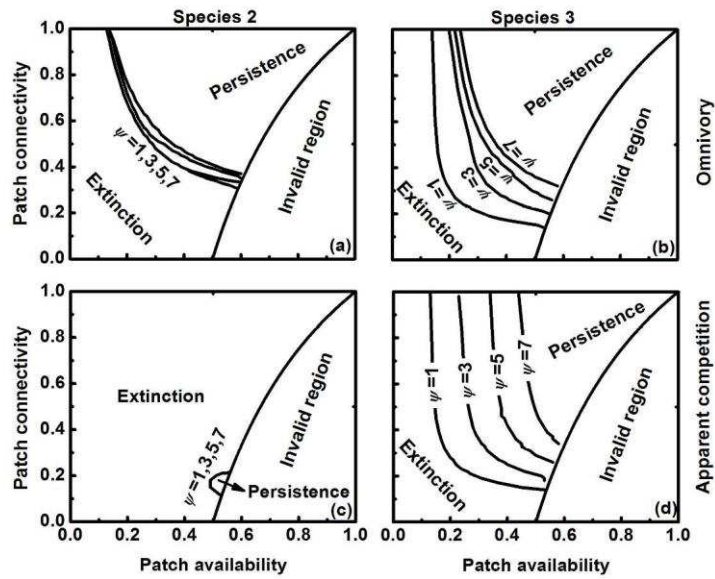 Species 2
Species 3
Patch connectivity
1.0
0.8
0.6
0.4
0.2
0.0
Persistence
ψ=1,3,5,7
Extinction
Invalid region
(a)
Persistence
ψ=7
ψ=5
ψ=3
ψ=1
Extinction
Invalid region
(b)
Omnivory
Patch connectivity
1.0
0.8
0.6
0.4
0.2
0.0
Extinction
ψ=1,3,5,7
Persistence
Invalid region
(c)
0.0 0.2 0.4 0.6 0.8 1.0
Patch availability
ψ=1
ψ=3
ψ=5
ψ=7
Persistence
Extinction
Invalid region
(d)
0.0 0.2 0.4 0.6 0.8 1.0
Patch availability
Apparent competition